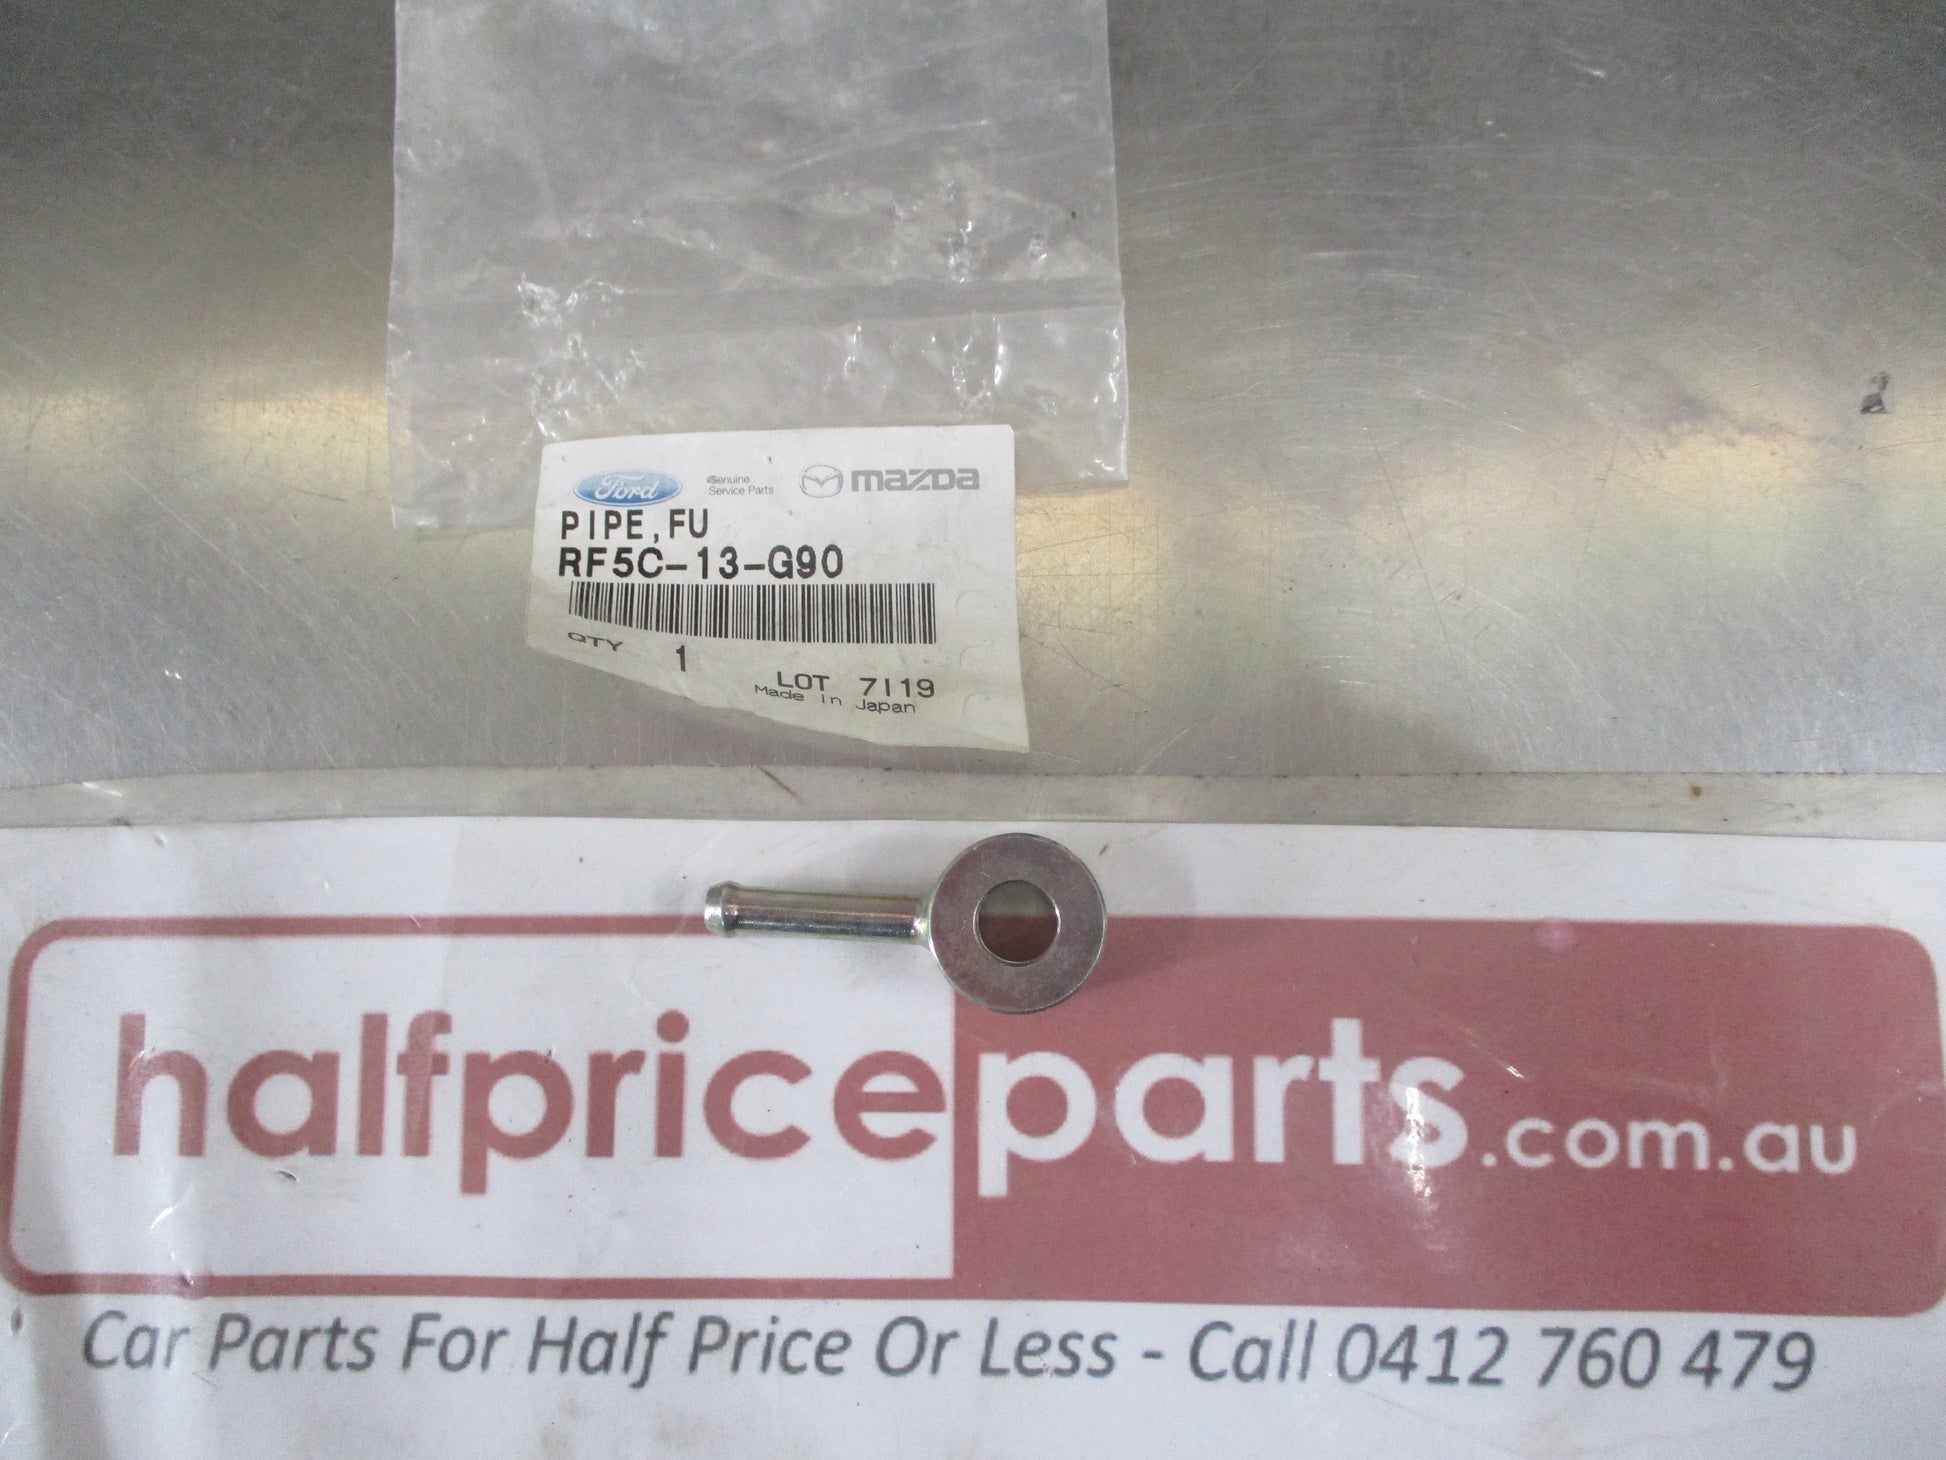 Ford Genuine Service Parts mazda
PIPE,FU
RF5C-13-G90
QTY 1
LOT 7I19
Made in Japan
halfpriceparts.com.au
Car Parts For Half Price Or Less - Call 0412 760 479